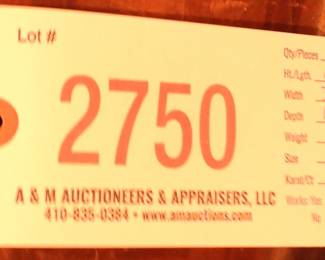 Lot #
2750
A & M AUCTIONEERS & APPRAISERS, LLC
410-835-0384 • www.amauctions.com
Qty/Pieces
Ht./Lgth.
Width
Depth
Weight
Size
Karat/Ct
Works: Yes
No